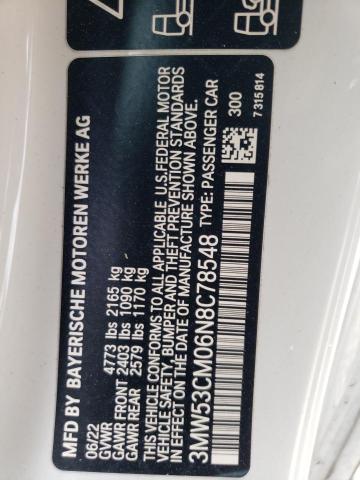 MFD BY BAYERISCHE MOTOREN WERKE AG
06/22
GVWR 4773 lbs 2165 kg
GAWR FRONT 2403 lbs 1090 kg
GAWR REAR 2579 lbs 1170 kg
THIS VEHICLE CONFORMS TO ALL APPLICABLE U.S.FEDERAL MOTOR
VEHICLE SAFETY, BUMPER AND THEFT PREVENTION STANDARDS
IN EFFECT ON THE DATE OF MANUFACTURE SHOWN ABOVE.
3MW53CM06N8C78548 TYPE: PASSENGER CAR
300
7 315 814